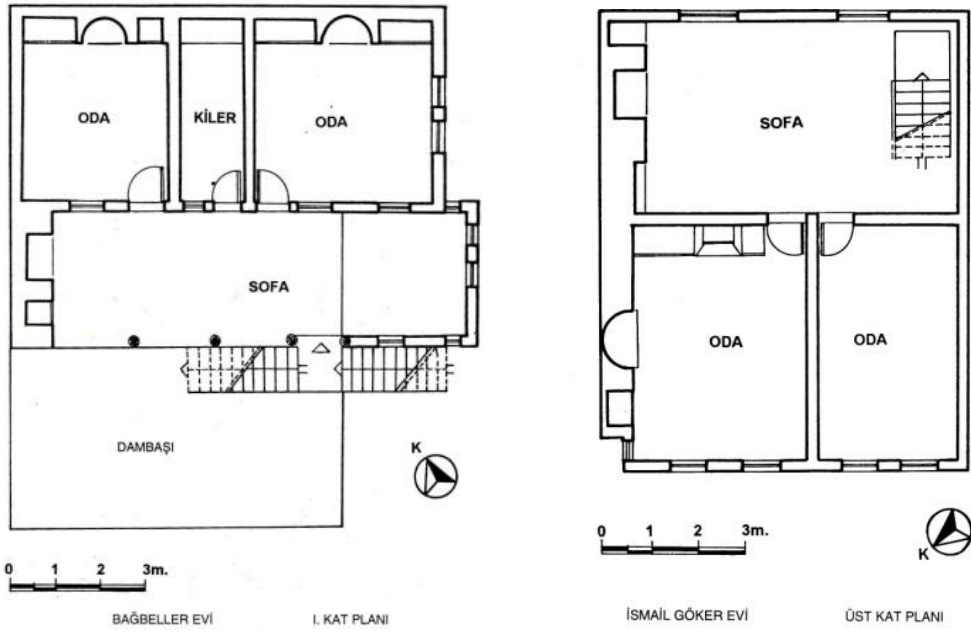 ODA
KİLER
ODA
SOFA
DAMBAŞI
K
0 1 2 3m.
BAĞBELLER EVİ I. KAT PLANI
SOFA
ODA
ODA
K
0 1 2 3m.
İSMAİL GÖKER EVİ ÜST KAT PLANI